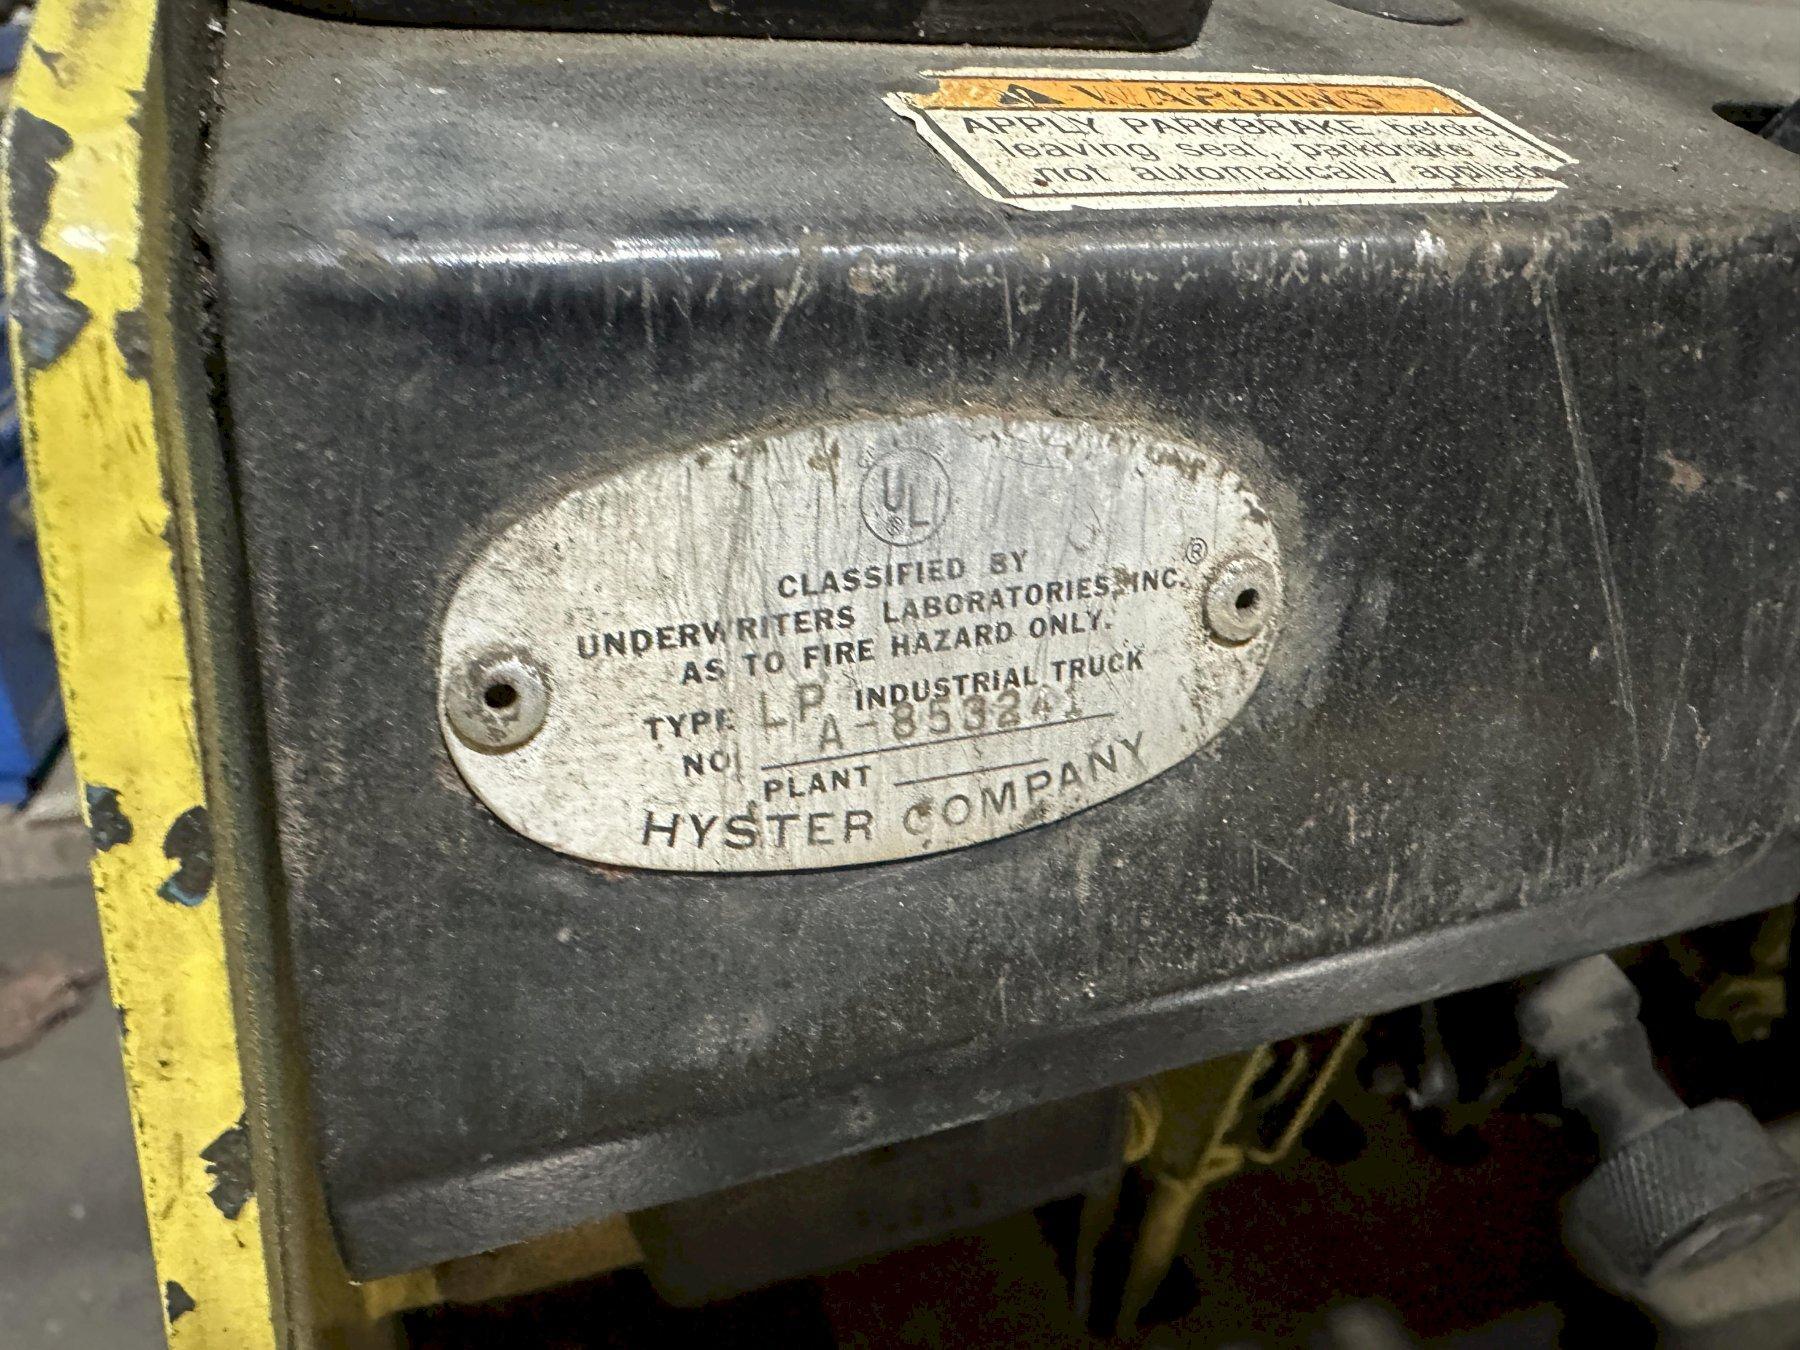 WARNING
APPLY PARKBRAKE before
leaving seat, parkbrake is
not automatically applied
UL
®
CLASSIFIED BY
UNDERWRITERS LABORATORIES, INC.®
AS TO FIRE HAZARD ONLY.
TYPE LP INDUSTRIAL TRUCK
NO. A-853241
PLANT
HYSTER COMPANY